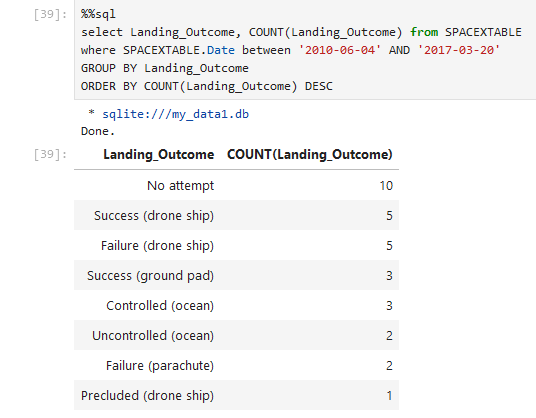 [39]: %%sql
select Landing_Outcome, COUNT(Landing_Outcome) from SPACEXTABLE
where SPACEXTABLE.Date between '2010-06-04' AND '2017-03-20'
GROUP BY Landing_Outcome
ORDER BY COUNT(Landing_Outcome) DESC
* sqlite:///my_data1.db
Done.
[39]: Landing_Outcome COUNT(Landing_Outcome)
No attempt 10
Success (drone ship) 5
Failure (drone ship) 5
Success (ground pad) 3
Controlled (ocean) 3
Uncontrolled (ocean) 2
Failure (parachute) 2
Precluded (drone ship) 1